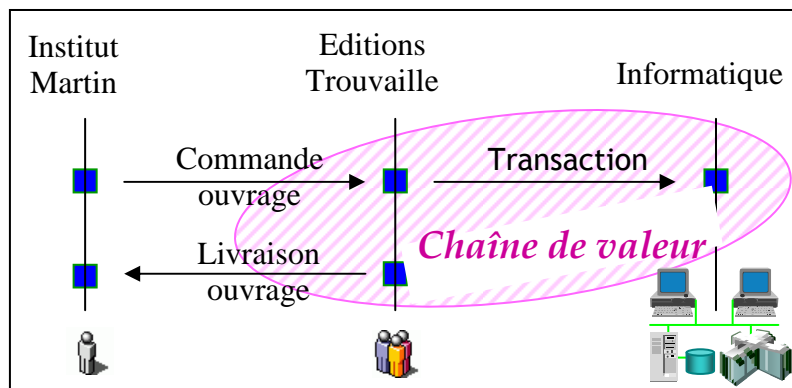 Institut
Martin
Editions
Trouvaille
Informatique
Commande
ouvrage
Transaction
Livraison
ouvrage
Chaîne de valeur